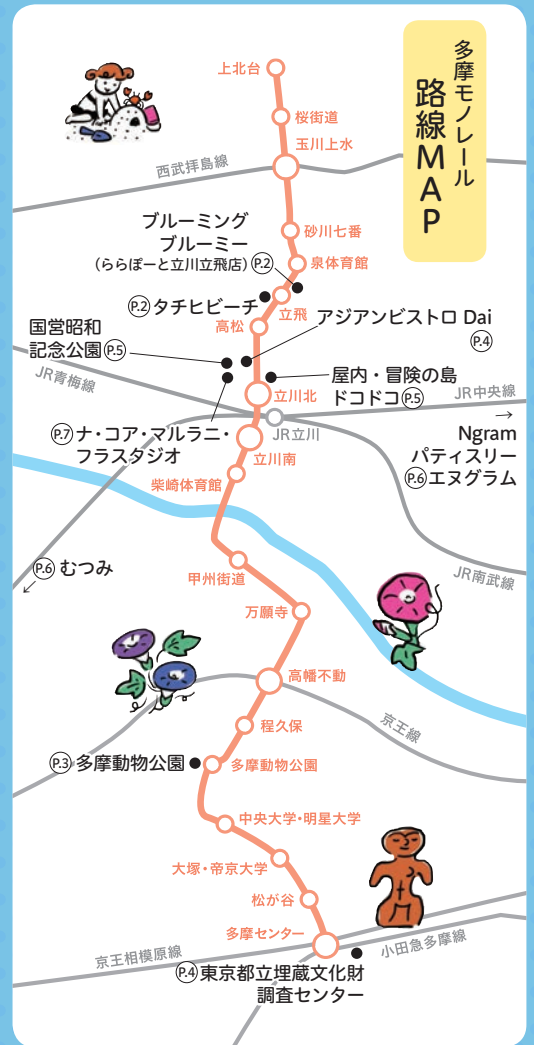 多摩モノレール
路線MAP
上北台
桜街道
玉川上水
西武拝島線
砂川七番
ブルーミング
ブルーミー
(ららぽーと立川立飛店) P.2
泉体育館
P.2 タチヒビーチ
立飛
高松
アジアンビストロ Dai
P.4
国営昭和
記念公園 P.5
JR青梅線
屋内・冒険の島
ドコドコ P.5
立川北
JR中央線
→
JR立川
Ngram
パティスリー
P.6 エヌグラム
P.7 ナ・コア・マルラニ・
フラスタジオ
立川南
柴崎体育館
P.6 むつみ
↙
甲州街道
JR南武線
万願寺
高幡不動
程久保
京王線
P.3 多摩動物公園
多摩動物公園
中央大学・明星大学
大塚・帝京大学
松が谷
多摩センター
京王相模原線
小田急多摩線
P.4 東京都立埋蔵文化財
調査センター